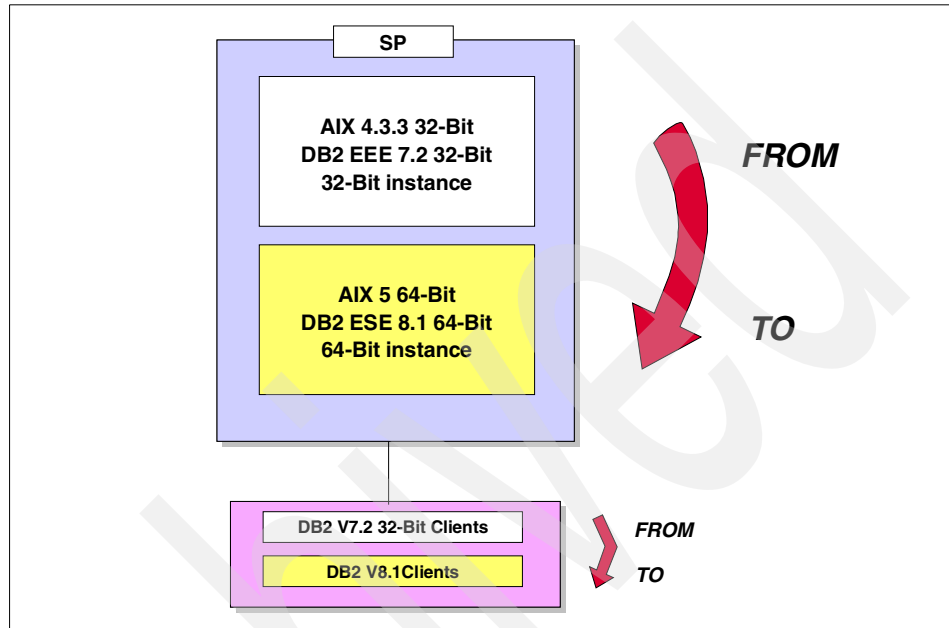 SP
AIX 4.3.3 32-Bit
DB2 EEE 7.2 32-Bit
32-Bit instance
FROM
AIX 5 64-Bit
DB2 ESE 8.1 64-Bit
64-Bit instance
TO
DB2 V7.2 32-Bit Clients
FROM
DB2 V8.1Clients
TO